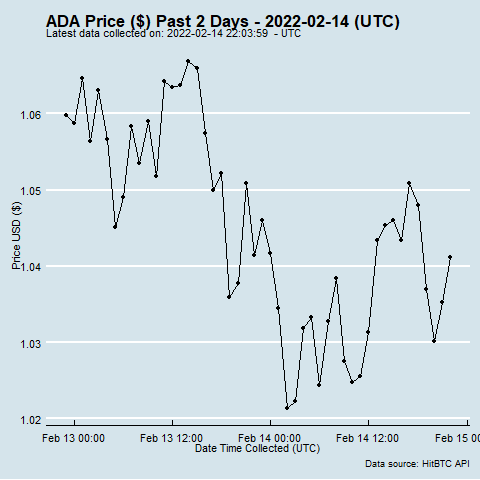 ADA Price ($) Past 2 Days - 2022-02-14 (UTC)
Latest data collected on: 2022-02-14 22:03:59 - UTC
1.06
1.05
1.04
1.03
1.02
Price USD ($)
Feb 13 00:00 Feb 13 12:00 Feb 14 00:00 Feb 14 12:00 Feb 15 00
Date Time Collected (UTC)
Data source: HitBTC API